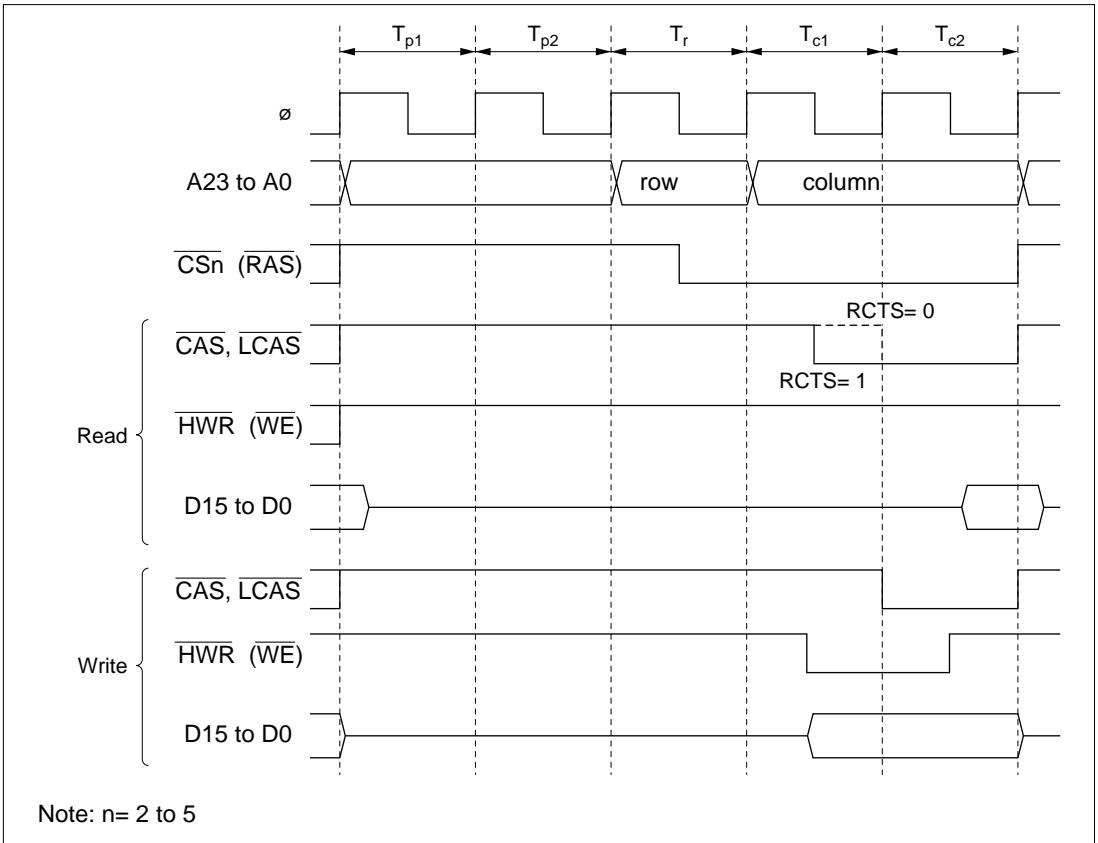 Tp1 Tp2 Tr Tc1 Tc2
ø
A23 to A0 row column
CSn (RAS)
RCTS= 0
CAS, LCAS
RCTS= 1
HWR (WE)
Read
D15 to D0
CAS, LCAS
HWR (WE)
Write
D15 to D0
Note: n= 2 to 5